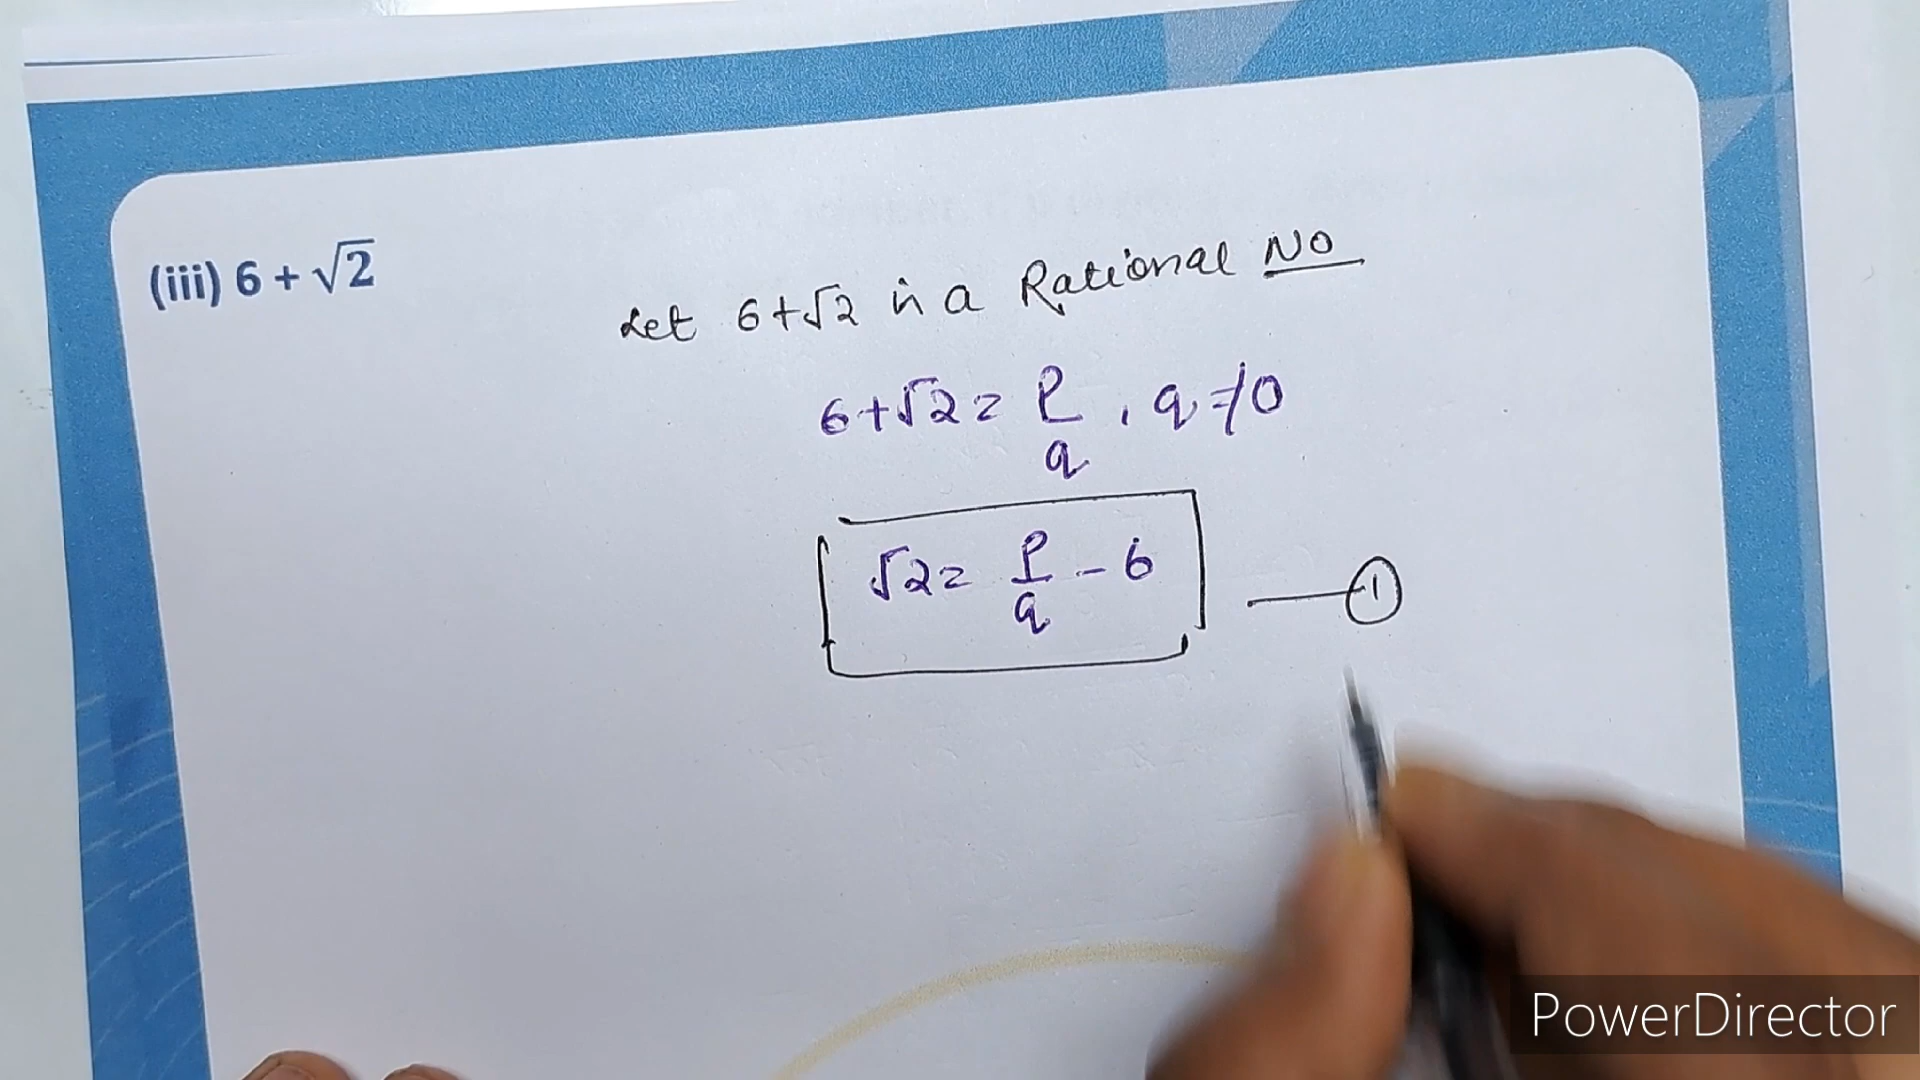 (iii) 6 + √2
Let 6+√2 is a Rational NO
6+√2 = P/q , q ≠ 0
√2 = P/q - 6 — ①
PowerDirector